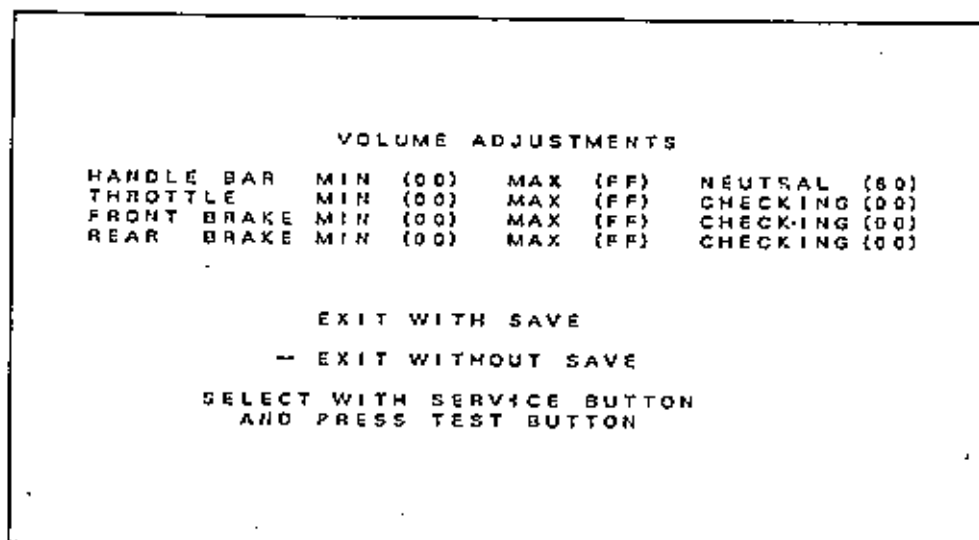 VOLUME ADJUSTMENTS
HANDLE BAR MIN (00) MAX (FF) NEUTSAL (80)
THROTTLE MIN (00) MAX (FF) CHECKING (00)
FRONT BRAKE MIN (00) MAX (FF) CHECKING (00)
REAR BRAKE MIN (00) MAX (FF) CHECKING (00)
EXIT WITH SAVE
— EXIT WITHOUT SAVE
SELECT WITH SERVICE BUTTON
AND PRESS TEST BUTTON